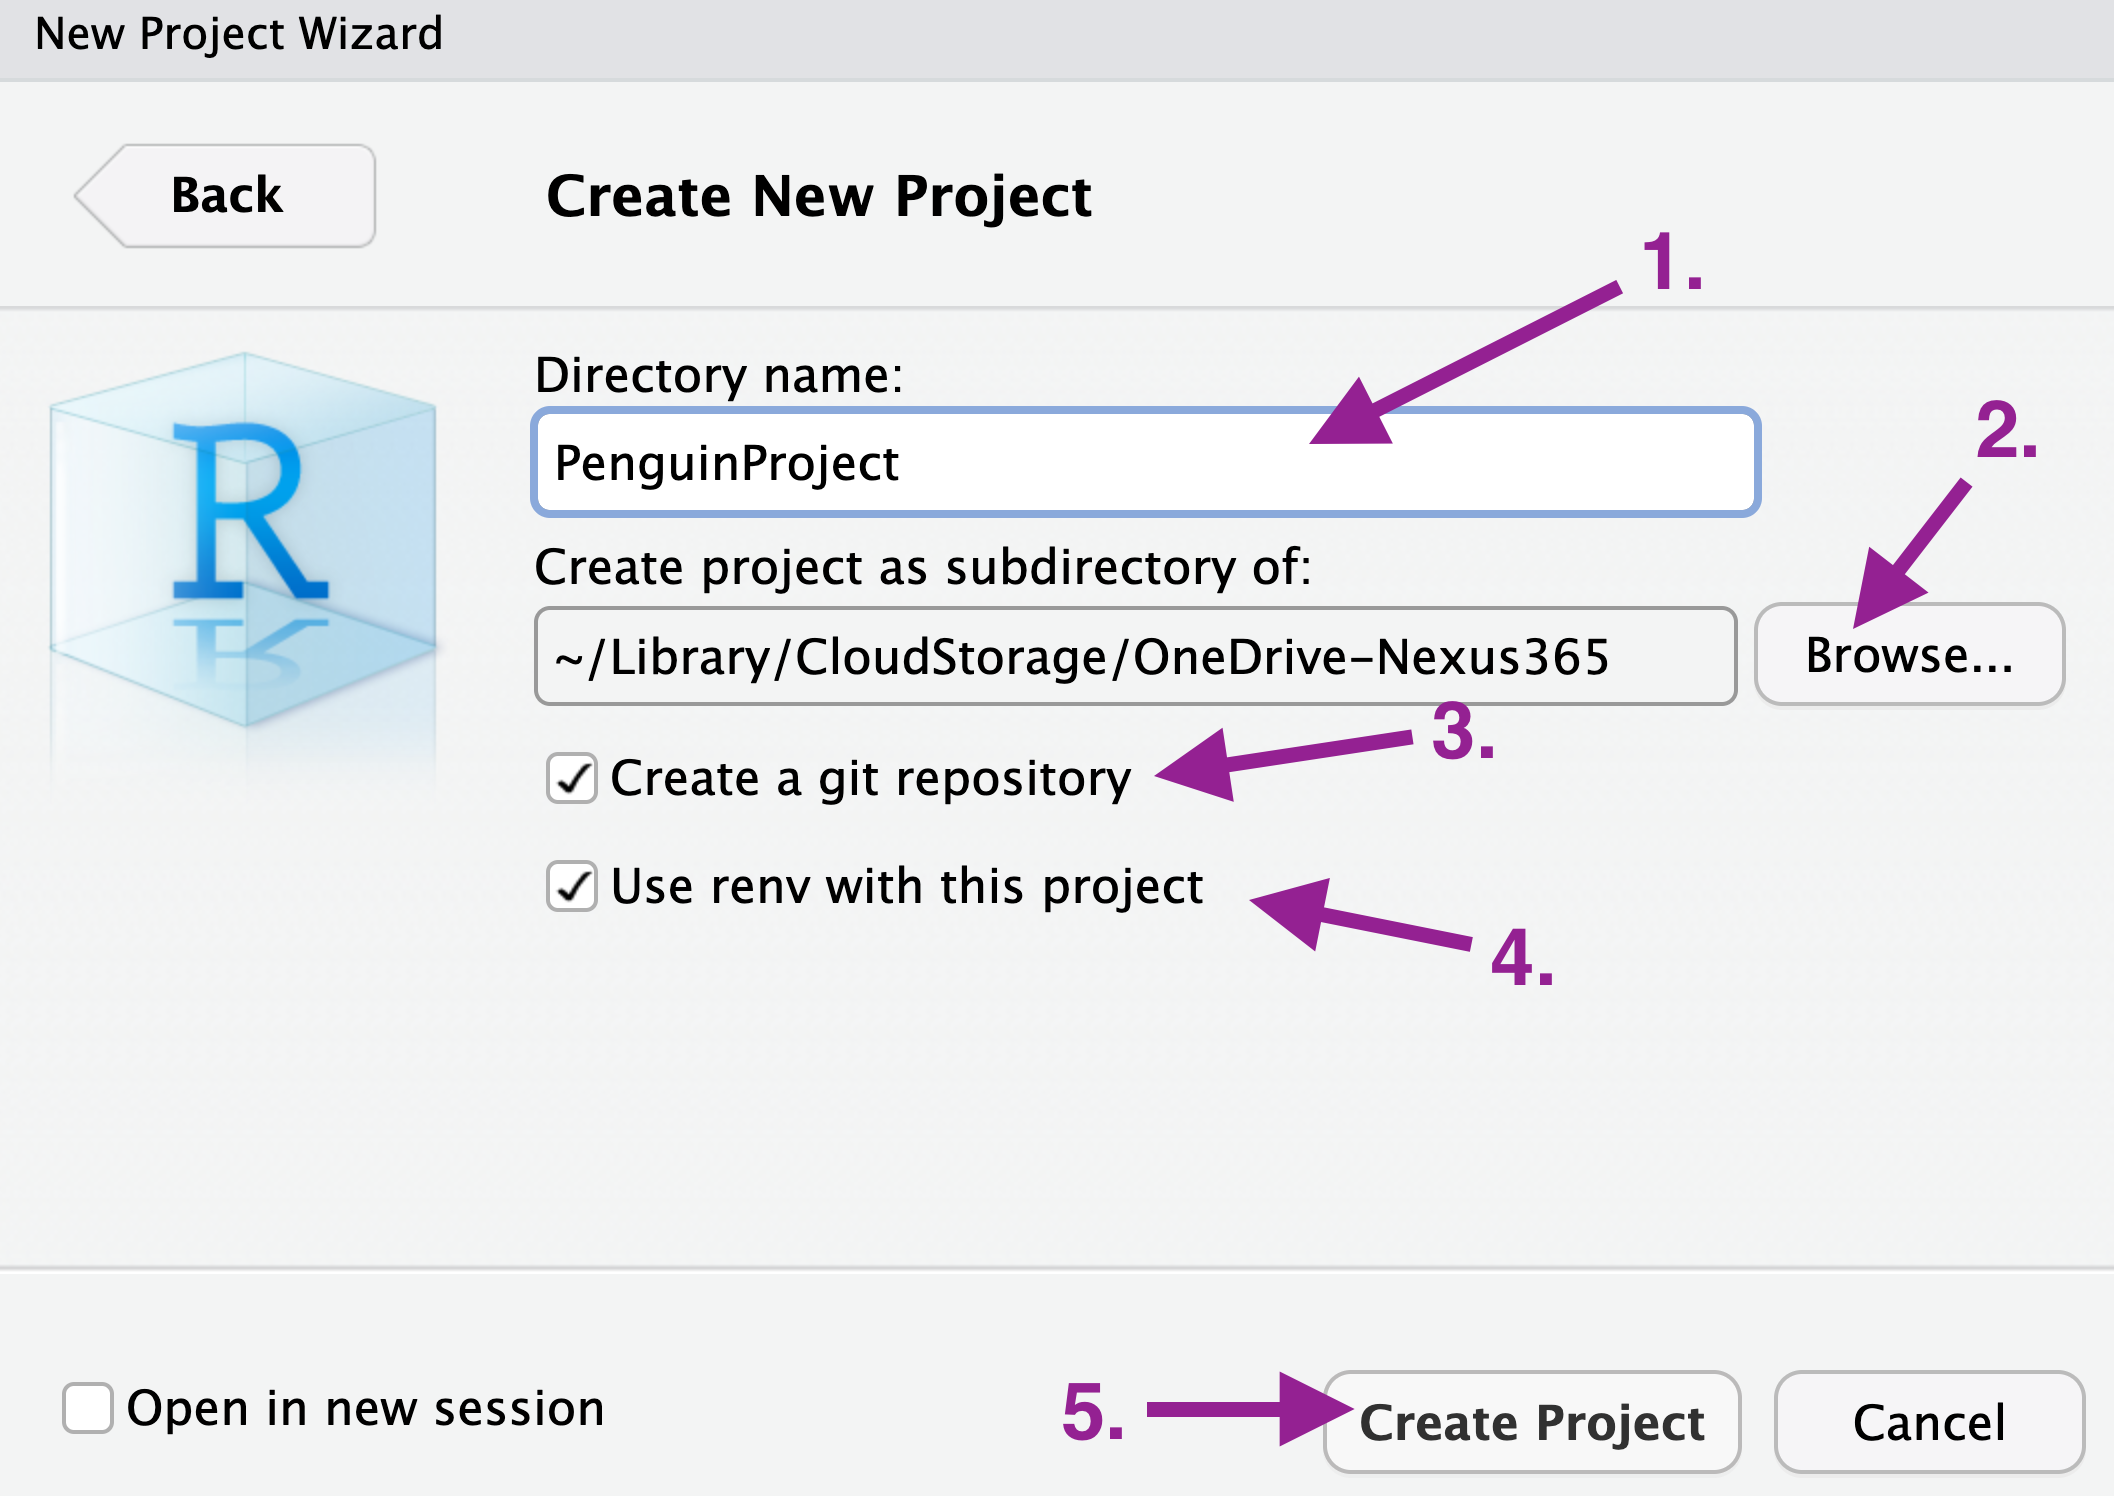 New Project Wizard
Back
Create New Project
1.
Directory name:
PenguinProject
2.
Create project as subdirectory of:
~/Library/CloudStorage/OneDrive-Nexus365
Browse...
R
3.
Create a git repository
Use renv with this project
4.
Open in new session
5.
Create Project
Cancel